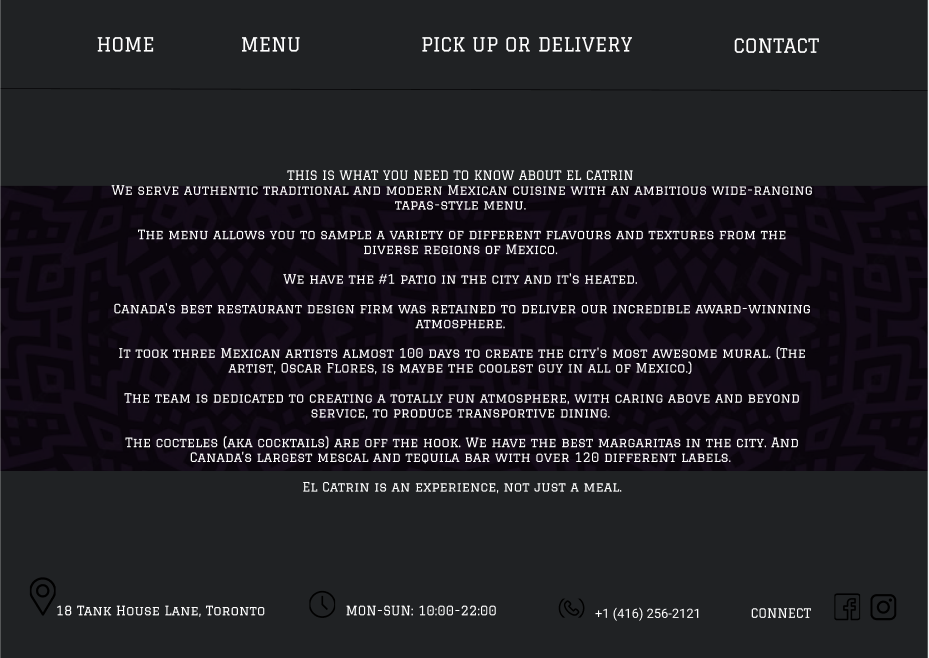 HOME MENU PICK UP OR DELIVERY CONTACT
THIS IS WHAT YOU NEED TO KNOW ABOUT EL CATRIN
We serve authentic traditional and modern Mexican cuisine with an ambitious wide-ranging
tapas-style menu.
The menu allows you to sample a variety of different flavours and textures from the
diverse regions of Mexico.
We have the #1 patio in the city and it's heated.
Canada's best restaurant design firm was retained to deliver our incredible award-winning
atmosphere.
It took three Mexican artists almost 100 days to create the city's most awesome mural. (The
artist, Oscar Flores, is maybe the coolest guy in all of Mexico.)
The team is dedicated to creating a totally fun atmosphere, with caring above and beyond
service, to produce transportive dining.
The cocteles (aka cocktails) are off the hook. We have the best margaritas in the city. And
Canada's largest mescal and tequila bar with over 120 different labels.
El Catrin is an experience, not just a meal.
18 Tank House Lane, Toronto MON-SUN: 10:00-22:00 +1 (416) 256-2121 CONNECT